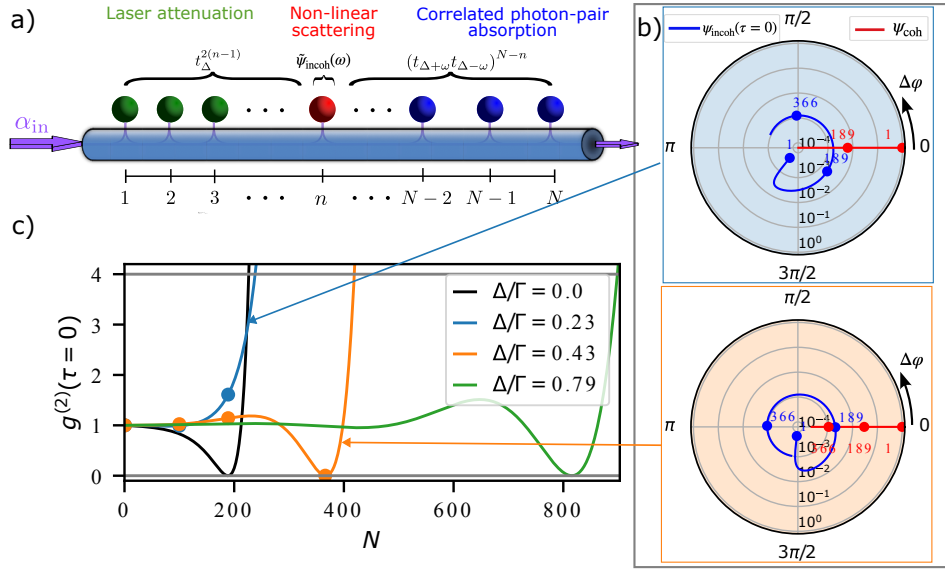 a)
Laser attenuation
Non-linear
scattering
Correlated photon-pair
absorption
t_Δ^{2(n−1)}
ψ̃_incoh(ω)
(t_{Δ+ω} t_{Δ−ω})^{N−n}
α_in
1 2 3 · · · n · · · N − 2 N − 1 N
b)
π/2
ψ_incoh(τ = 0)
ψ_coh
Δφ
366
189
1
1
189
π
0
10⁻⁴
10⁻³
10⁻²
10⁻¹
10⁰
3π/2
π/2
Δφ
366
189
366
189
1
π
0
10⁻⁴
10⁻³
10⁻²
10⁻¹
10⁰
3π/2
c)
g⁽²⁾(τ = 0)
4
3
2
1
0
Δ/Γ = 0.0
Δ/Γ = 0.23
Δ/Γ = 0.43
Δ/Γ = 0.79
0 200 400 600 800
N